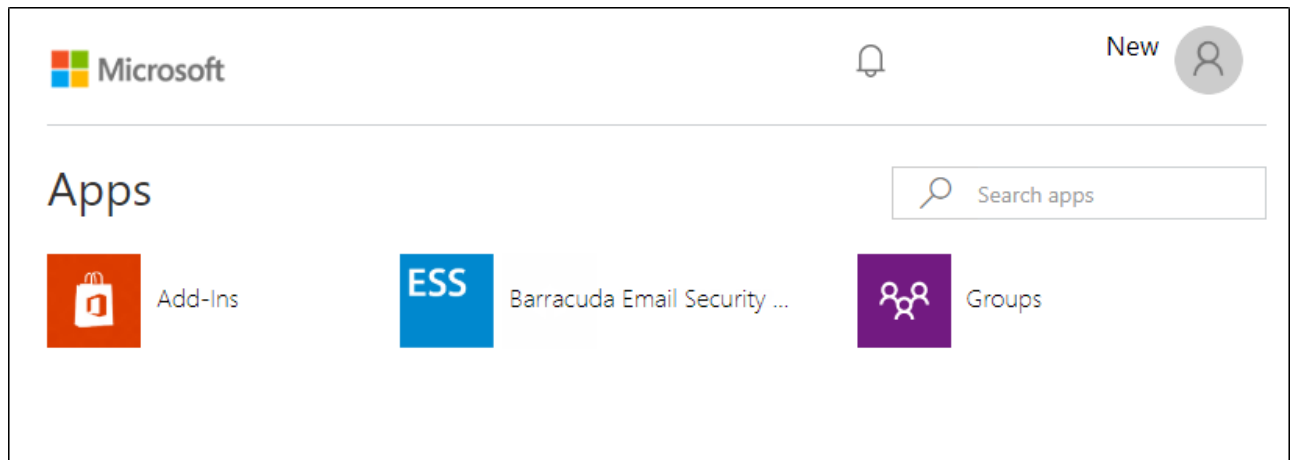 Microsoft
New
Apps
Search apps
Add-Ins
ESS
Barracuda Email Security ...
Groups